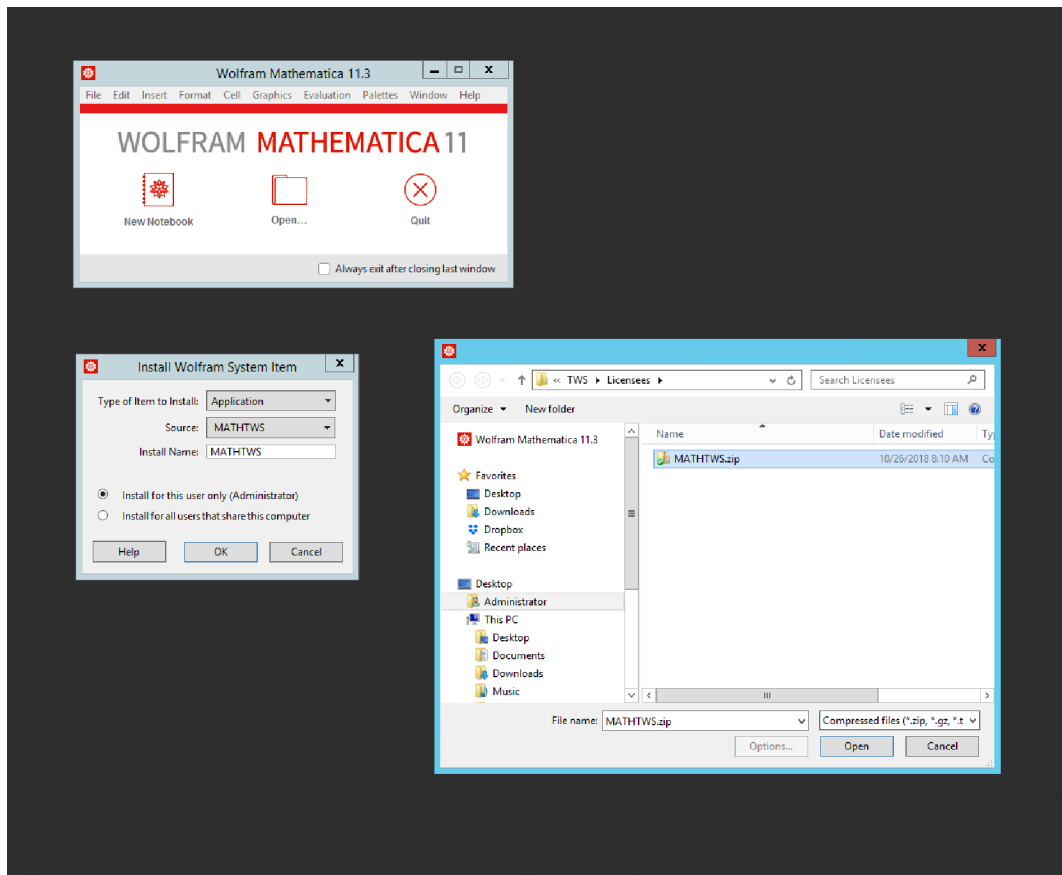 Wolfram Mathematica 11.3
File Edit Insert Format Cell Graphics Evaluation Palettes Window Help
WOLFRAM MATHEMATICA 11
New Notebook Open... Quit
Always exit after closing last window
Install Wolfram System Item
Type of Item to Install: Application
Source: MATHTWS
Install Name: MATHTWS
Install for this user only (Administrator)
Install for all users that share this computer
Help OK Cancel
« TWS Licensees Search Licensees
Organize New folder
Name Date modified Ty
MATHTWS.zip 10/26/2018 8:10 AM Co
Wolfram Mathematica 11.3
Favorites
Desktop
Downloads
Dropbox
Recent places
Desktop
Administrator
This PC
Desktop
Documents
Downloads
Music
File name: MATHTWS.zip Compressed files (*.zip, *.gz, *.t
Options... Open Cancel